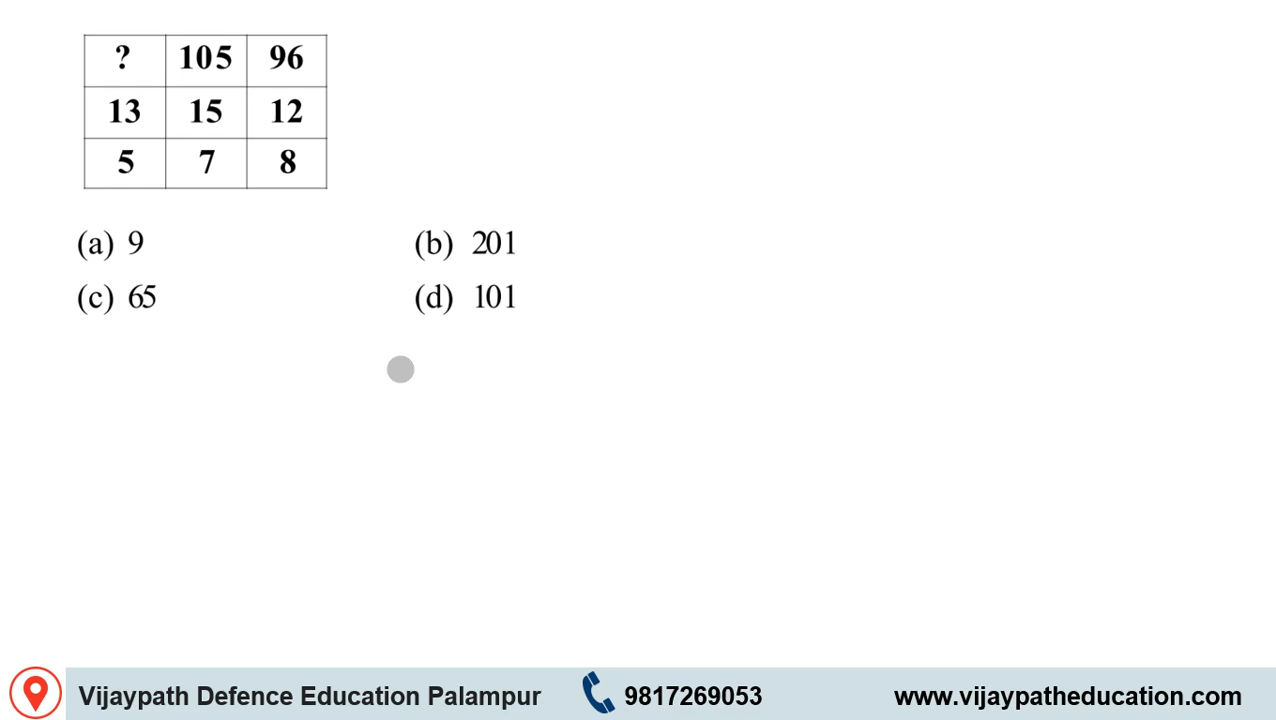 ? 105 96
13 15 12
5 7 8
(a) 9 (b) 201
(c) 65 (d) 101
Vijaypath Defence Education Palampur 9817269053 www.vijaypatheducation.com